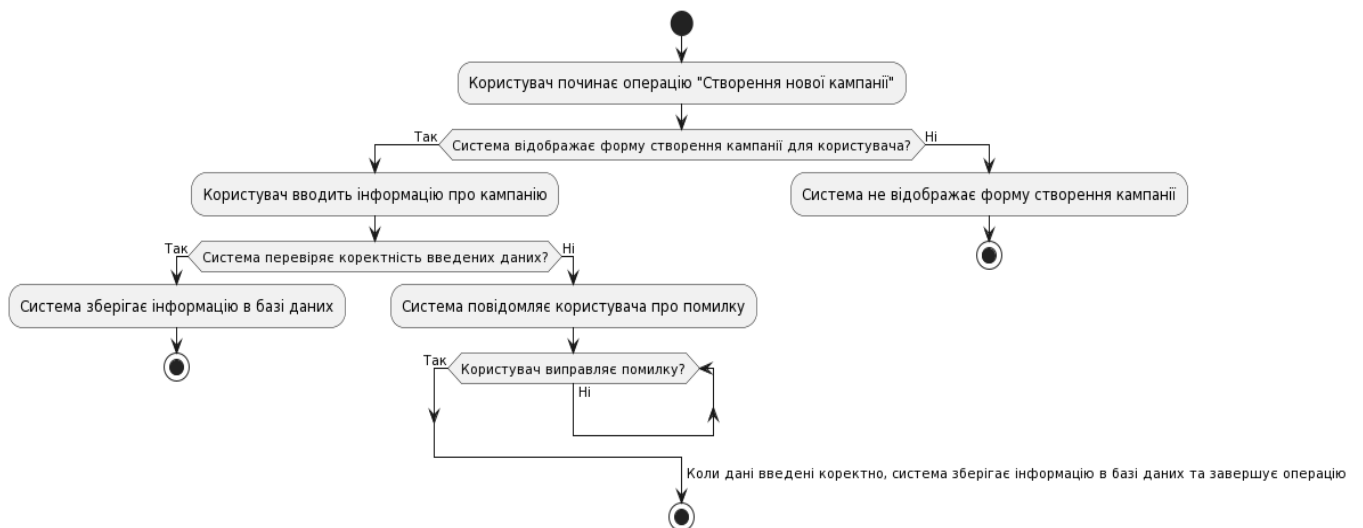 Користувач починає операцію "Створення нової кампанії"
Так
Система відображає форму створення кампанії для користувача?
Ні
Користувач вводить інформацію про кампанію
Система не відображає форму створення кампанії
Так
Система перевіряє коректність введених даних?
Ні
Система зберігає інформацію в базі даних
Система повідомляє користувача про помилку
Так
Користувач виправляє помилку?
Ні
Коли дані введені коректно, система зберігає інформацію в базі даних та завершує операцію